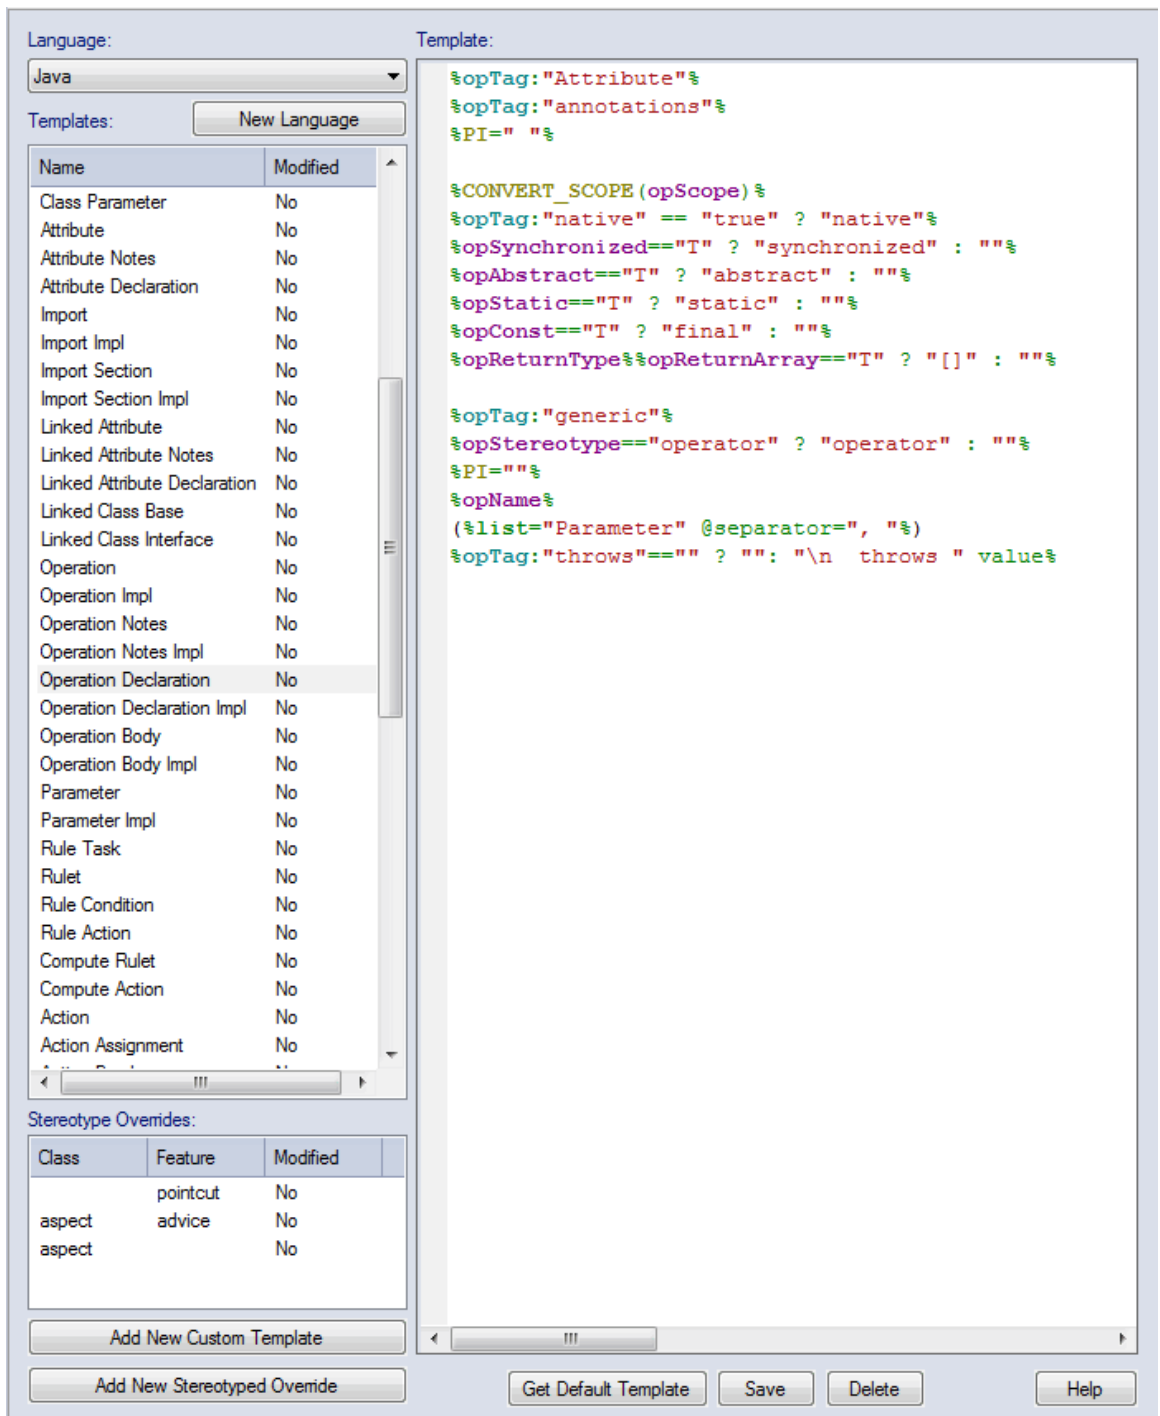 Language:
Java
Templates:
New Language
Name Modified
Class Parameter No
Attribute No
Attribute Notes No
Attribute Declaration No
Import No
Import Impl No
Import Section No
Import Section Impl No
Linked Attribute No
Linked Attribute Notes No
Linked Attribute Declaration No
Linked Class Base No
Linked Class Interface No
Operation No
Operation Impl No
Operation Notes No
Operation Notes Impl No
Operation Declaration No
Operation Declaration Impl No
Operation Body No
Operation Body Impl No
Parameter No
Parameter Impl No
Rule Task No
Rulet No
Rule Condition No
Rule Action No
Compute Rulet No
Compute Action No
Action No
Action Assignment No
Stereotype Overrides:
Class Feature Modified
pointcut No
aspect advice No
aspect No
Add New Custom Template
Add New Stereotyped Override
Template:
%opTag:"Attribute"%
%opTag:"annotations"%
%PI=" "%
%CONVERT_SCOPE(opScope)%
%opTag:"native" == "true" ? "native"%
%opSynchronized=="T" ? "synchronized" : ""%
%opAbstract=="T" ? "abstract" : ""%
%opStatic=="T" ? "static" : ""%
%opConst=="T" ? "final" : ""%
%opReturnType%%opReturnArray=="T" ? "[]" : ""%
%opTag:"generic"%
%opStereotype=="operator" ? "operator" : ""%
%PI=""%
%opName%
(%list="Parameter" @separator=", "%)
%opTag:"throws"=="" ? "": "\n  throws " value%
Get Default Template
Save
Delete
Help